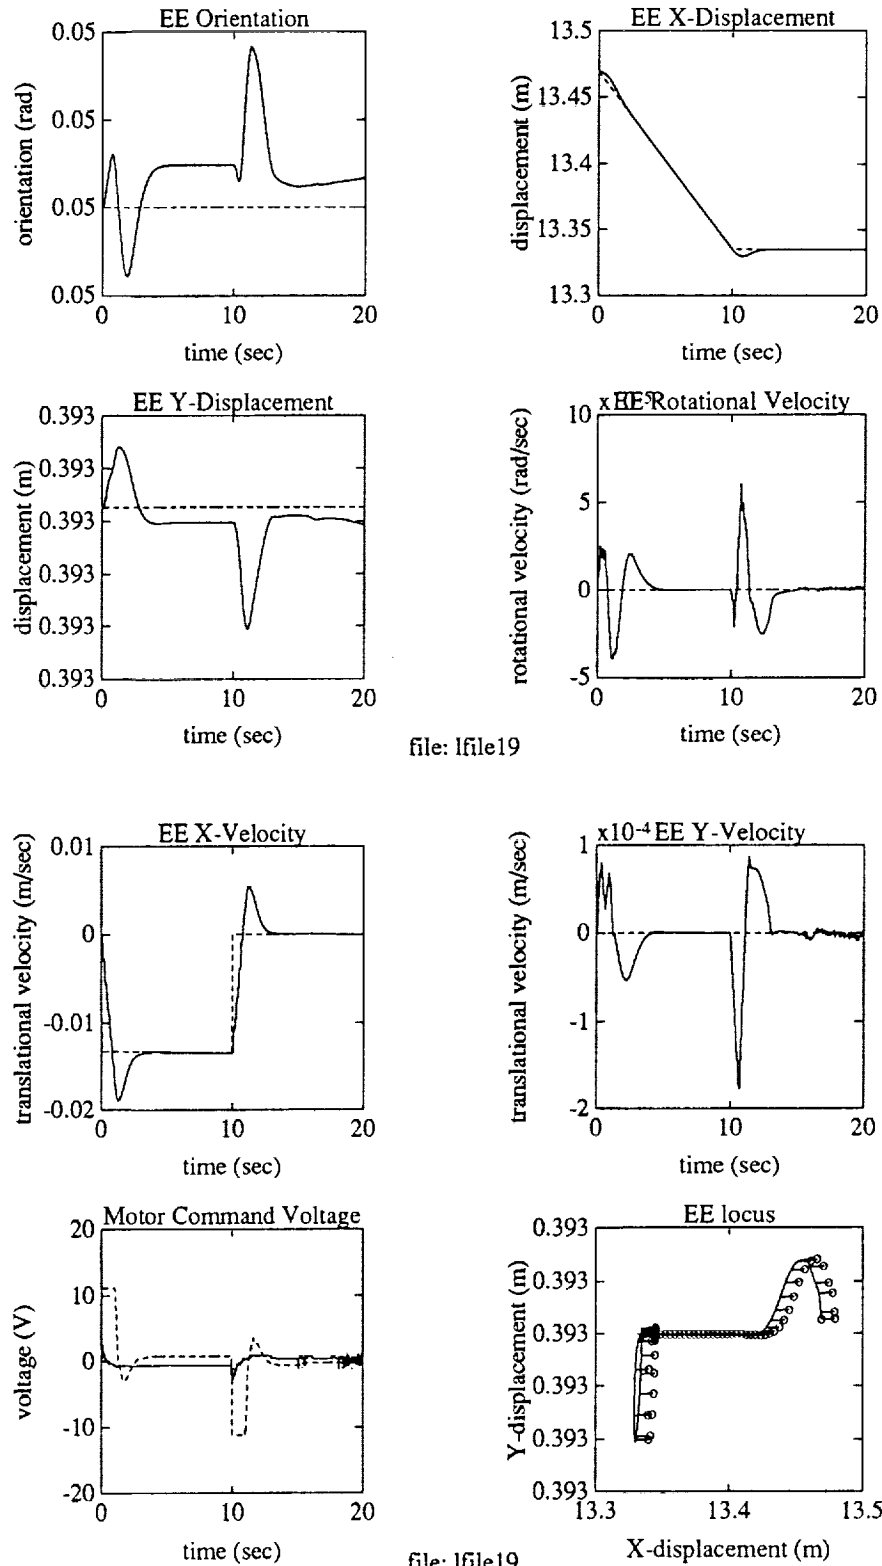 EE Orientation
0.05
0.05
0.05
0.05
orientation (rad)
0 10 20
time (sec)
EE X-Displacement
13.5
13.45
13.4
13.35
13.3
displacement (m)
0 10 20
time (sec)
EE Y-Displacement
0.393
0.393
0.393
0.393
0.393
0.393
displacement (m)
0 10 20
time (sec)
EE Rotational Velocity
10
5
0
-5
rotational velocity (rad/sec)
0 10 20
time (sec)
file: lfile19
EE X-Velocity
0.01
0
-0.01
-0.02
translational velocity (m/sec)
0 10 20
time (sec)
x10-4 EE Y-Velocity
1
0
-1
-2
translational velocity (m/sec)
0 10 20
time (sec)
Motor Command Voltage
20
10
0
-10
-20
voltage (V)
0 10 20
time (sec)
EE locus
0.393
0.393
0.393
0.393
0.393
0.393
Y-displacement (m)
13.3 13.4 13.5
X-displacement (m)
file: lfile19